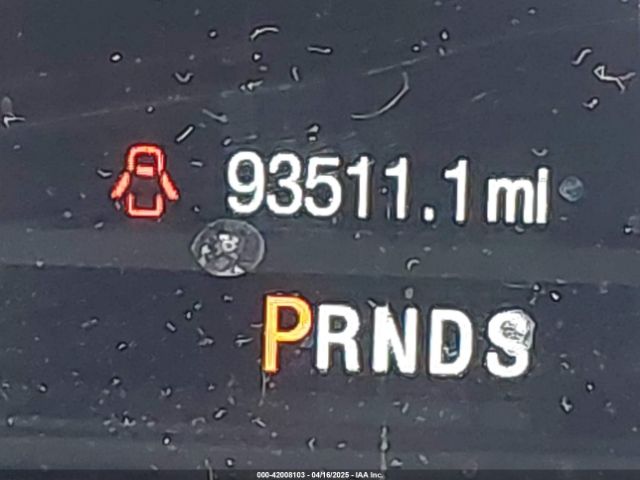 93511.1 mi
PRNDS
000-42008103 - 04/16/2025 - IAA Inc.